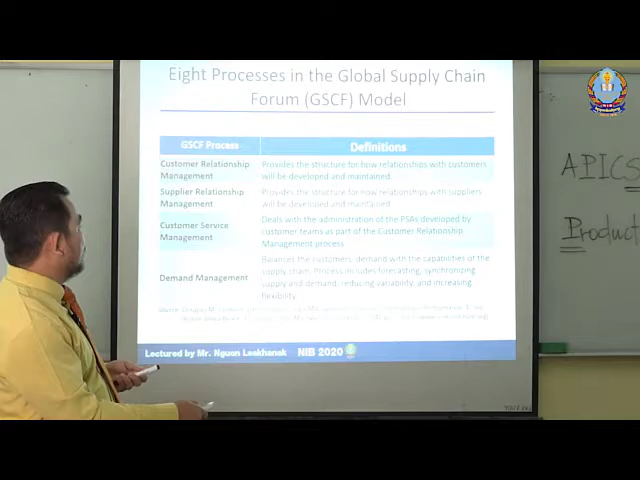 Eight Processes in the Global Supply Chain
Forum (GSCF) Model
GSCF Process
Definitions
Customer Relationship
Management
Provides the structure for how relationships with customers
will be developed and maintained.
Supplier Relationship
Management
Provides the structure for how relationships with suppliers
will be developed and maintained.
Customer Service
Management
Deals with the administration of the PSAs developed by
customer teams as part of the Customer Relationship
Management process
Demand Management
Balances the customers' demand with the capabilities of the
supply chain. Process includes forecasting, synchronizing
supply and demand, reducing variability, and increasing
flexibility.
Lectured by Mr. Nguon Leakhanak NIB 2020
APICS
Product